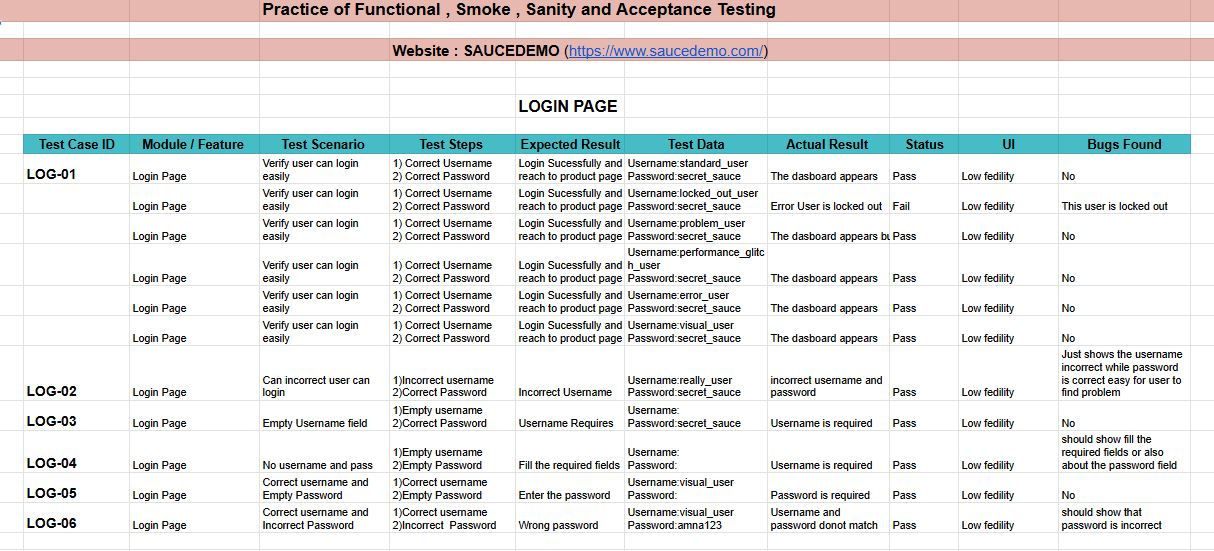 Practice of Functional , Smoke , Sanity and Acceptance Testing
Website : SAUCEDEMO (https://www.saucedemo.com/)
LOGIN PAGE
Test Case ID Module / Feature Test Scenario Test Steps Expected Result Test Data Actual Result Status UI Bugs Found
Verify user can login 1) Correct Username Login Sucessfully and Username:standard_user
LOG-01 Login Page easily 2) Correct Password reach to product page Password:secret_sauce The dasboard appears Pass Low fedility No
Verify user can login 1) Correct Username Login Sucessfully and Username:locked_out_user
Login Page easily 2) Correct Password reach to product page Password:secret_sauce Error User is locked out Fail Low fedility This user is locked out
Verify user can login 1) Correct Username Login Sucessfully and Username:problem_user
Login Page easily 2) Correct Password reach to product page Password:secret_sauce The dasboard appears Pass Low fedility No
Username:performance_glitc
Verify user can login 1) Correct Username Login Sucessfully and h_user
Login Page easily 2) Correct Password reach to product page Password:secret_sauce The dasboard appears Pass Low fedility No
Verify user can login 1) Correct Username Login Sucessfully and Username:error_user
Login Page easily 2) Correct Password reach to product page Password:secret_sauce The dasboard appears Pass Low fedility No
Verify user can login 1) Correct Username Login Sucessfully and Username:visual_user
Login Page easily 2) Correct Password reach to product page Password:secret_sauce The dasboard appears Pass Low fedility No
Just shows the username
incorrect while password
Can incorrect user can 1)Incorrect username Username:really_user incorrect username and is correct easy for user to
LOG-02 Login Page login 2)Correct Password Incorrect Username Password:secret_sauce password Pass Low fedility find problem
1)Empty username Username:
LOG-03 Login Page Empty Username field 2)Correct Password Username Requires Password:secret_sauce Username is required Pass Low fedility No
should show fill the
1)Empty username Username: required fields or also
LOG-04 Login Page No username and pass 2)Empty Password Fill the required fields Password: Username is required Pass Low fedility about the password field
Correct username and 1)Correct username Username:visual_user
LOG-05 Login Page Empty Password 2)Empty Password Enter the password Password: Password is required Pass Low fedility No
Correct username and 1)Correct username Username:visual_user Username and should show that
LOG-06 Login Page Incorrect Password 2)Incorrect Password Wrong password Password:amna123 password donot match Pass Low fedility password is incorrect